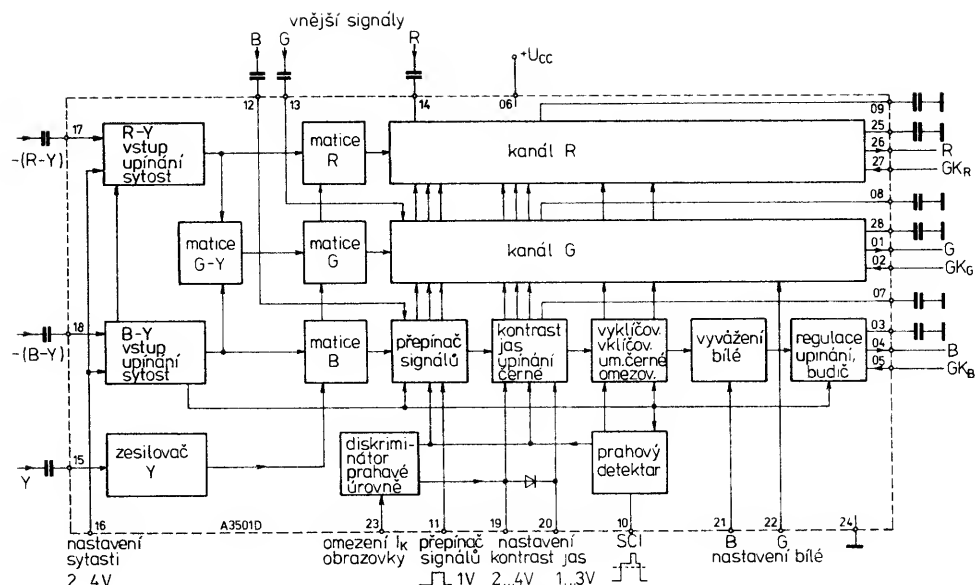 vnější signály
B
G
R
+UCC
12
13
14
06
09
17
-(R-Y)
R-Y
vstup
upínání
sytost
matice
R
kanál R
25
26
R
27
GKR
08
matice
G-Y
matice
G
kanál G
28
01
G
02
GKG
07
18
-(B-Y)
B-Y
vstup
upínání
sytost
matice
B
přepínač
signálů
kontrast
jas
upínání
černé
vyklíčov.
vklíčov.
um.černé
omezov.
vyvážení
bílé
regulace
upínání,
budič
03
04
B
05
GKB
15
Y
zesilovač
Y
diskrimi-
nátor
prahavé
úrovně
prahový
detektar
16
A3501D
23
11
19
20
10
21
22
24
nastavení
sytasti
2...4V
omezení IK
obrazovky
přepínač
signálů
1V
nastavení
kontrast jas
2...4V 1...3V
SCI
B
G
nastavení bílé